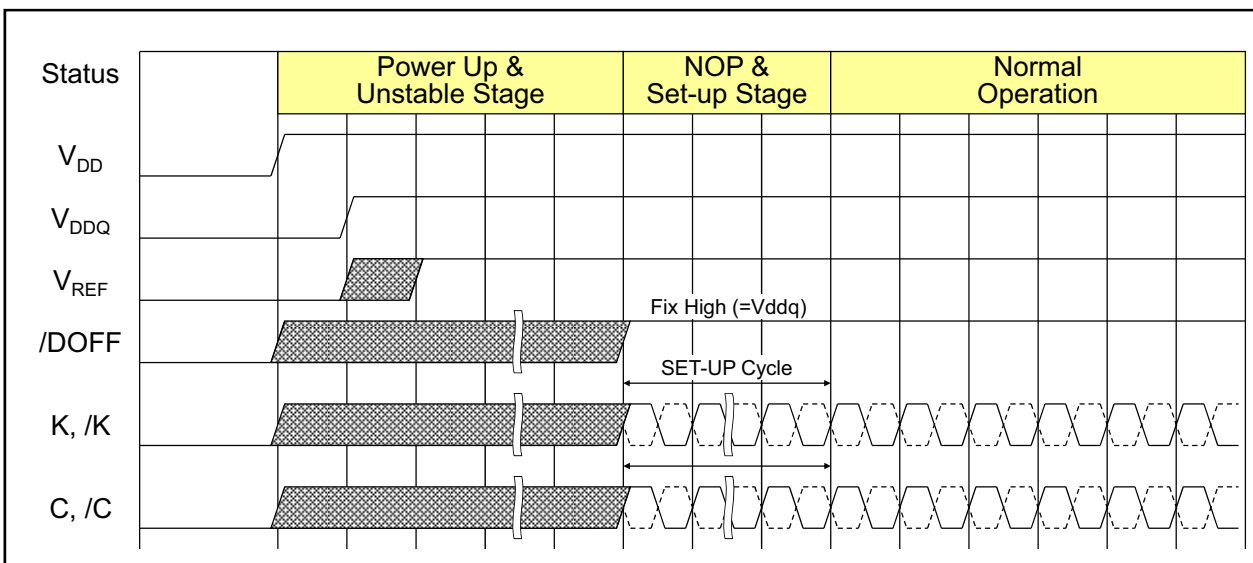 Status
Power Up &
Unstable Stage
NOP &
Set-up Stage
Normal
Operation
VDD
VDDQ
VREF
/DOFF
Fix High (=Vddq)
SET-UP Cycle
K, /K
C, /C